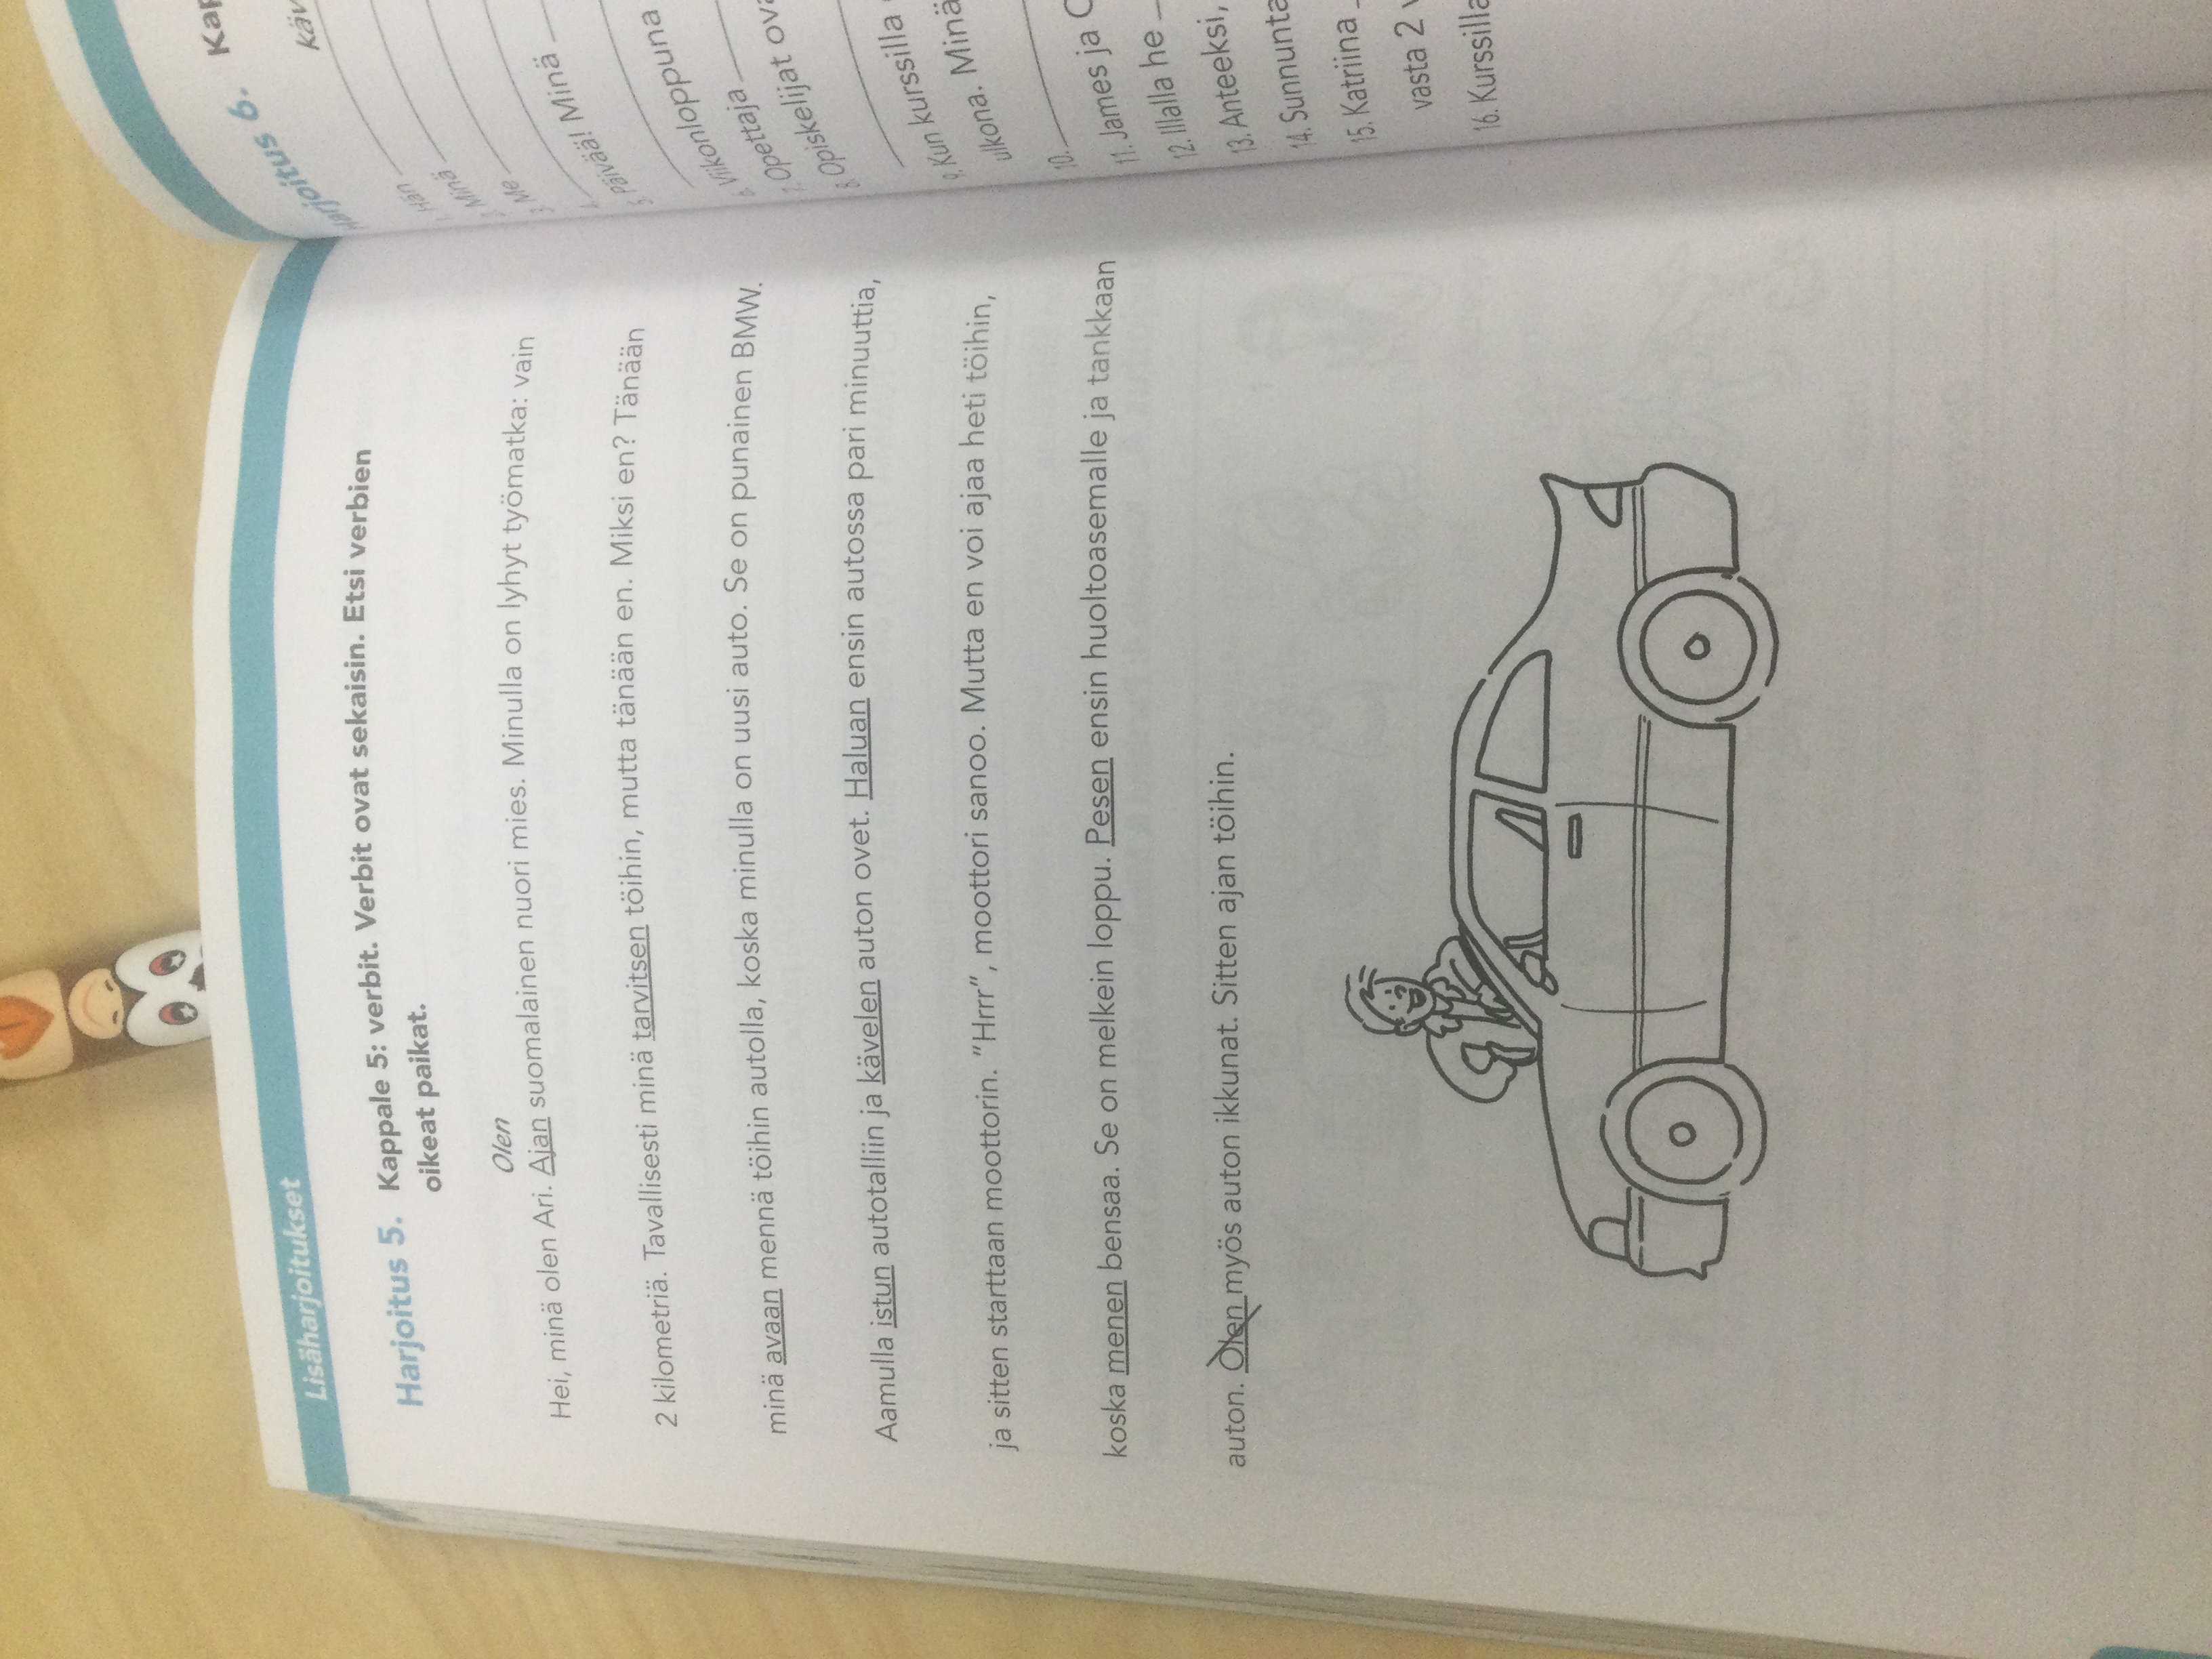 Lisäharjoitukset
Harjoitus 5. Kappale 5: verbit. Verbit ovat sekaisin. Etsi verbien
oikeat paikat.
Olen
Hei, minä olen Ari. Ajan suomalainen nuori mies. Minulla on lyhyt työmatka: vain
2 kilometriä. Tavallisesti minä tarvitsen töihin, mutta tänään en. Miksi en? Tänään
minä avaan mennä töihin autolla, koska minulla on uusi auto. Se on punainen BMW.
Aamulla istun autotalliin ja kävelen auton ovet. Haluan ensin autossa pari minuuttia,
ja sitten starttaan moottorin. "Hrrr", moottori sanoo. Mutta en voi ajaa heti töihin,
koska menen bensaa. Se on melkein loppu. Pesen ensin huoltoasemalle ja tankkaan
auton. Olen myös auton ikkunat. Sitten ajan töihin.
Harjoitus 6.
1. Hän
2. Minä
3. Me
5. Päivää! Minä
6. Viikonloppuna
7. Opettaja
8. Opiskelijat
9. Kun kurssilla
ulkona. Minä
10.
11. James ja
12. Illalla he
13. Anteeksi,
14.
15. Katriina
vasta 2
16.